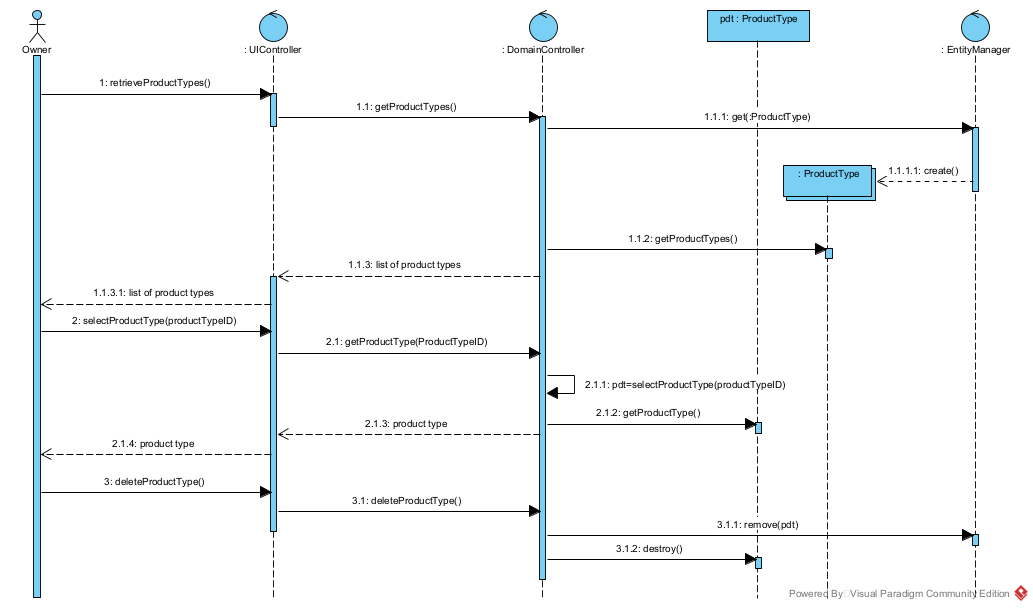 pdt : ProductType
Owner
: UIController
: DomainController
: EntityManager
1: retrieveProductTypes()
1.1: getProductTypes()
1.1.1: get(:ProductType)
: ProductType
1.1.1.1: create()
1.1.2: getProductTypes()
1.1.3: list of product types
1.1.3.1: list of product types
2: selectProductType(productTypeID)
2.1: getProductType(ProductTypeID)
2.1.1: pdt=selectProductType(productTypeID)
2.1.2: getProductType()
2.1.3: product type
2.1.4: product type
3: deleteProductType()
3.1: deleteProductType()
3.1.1: remove(pdt)
3.1.2: destroy()
Powered By Visual Paradigm Community Edition